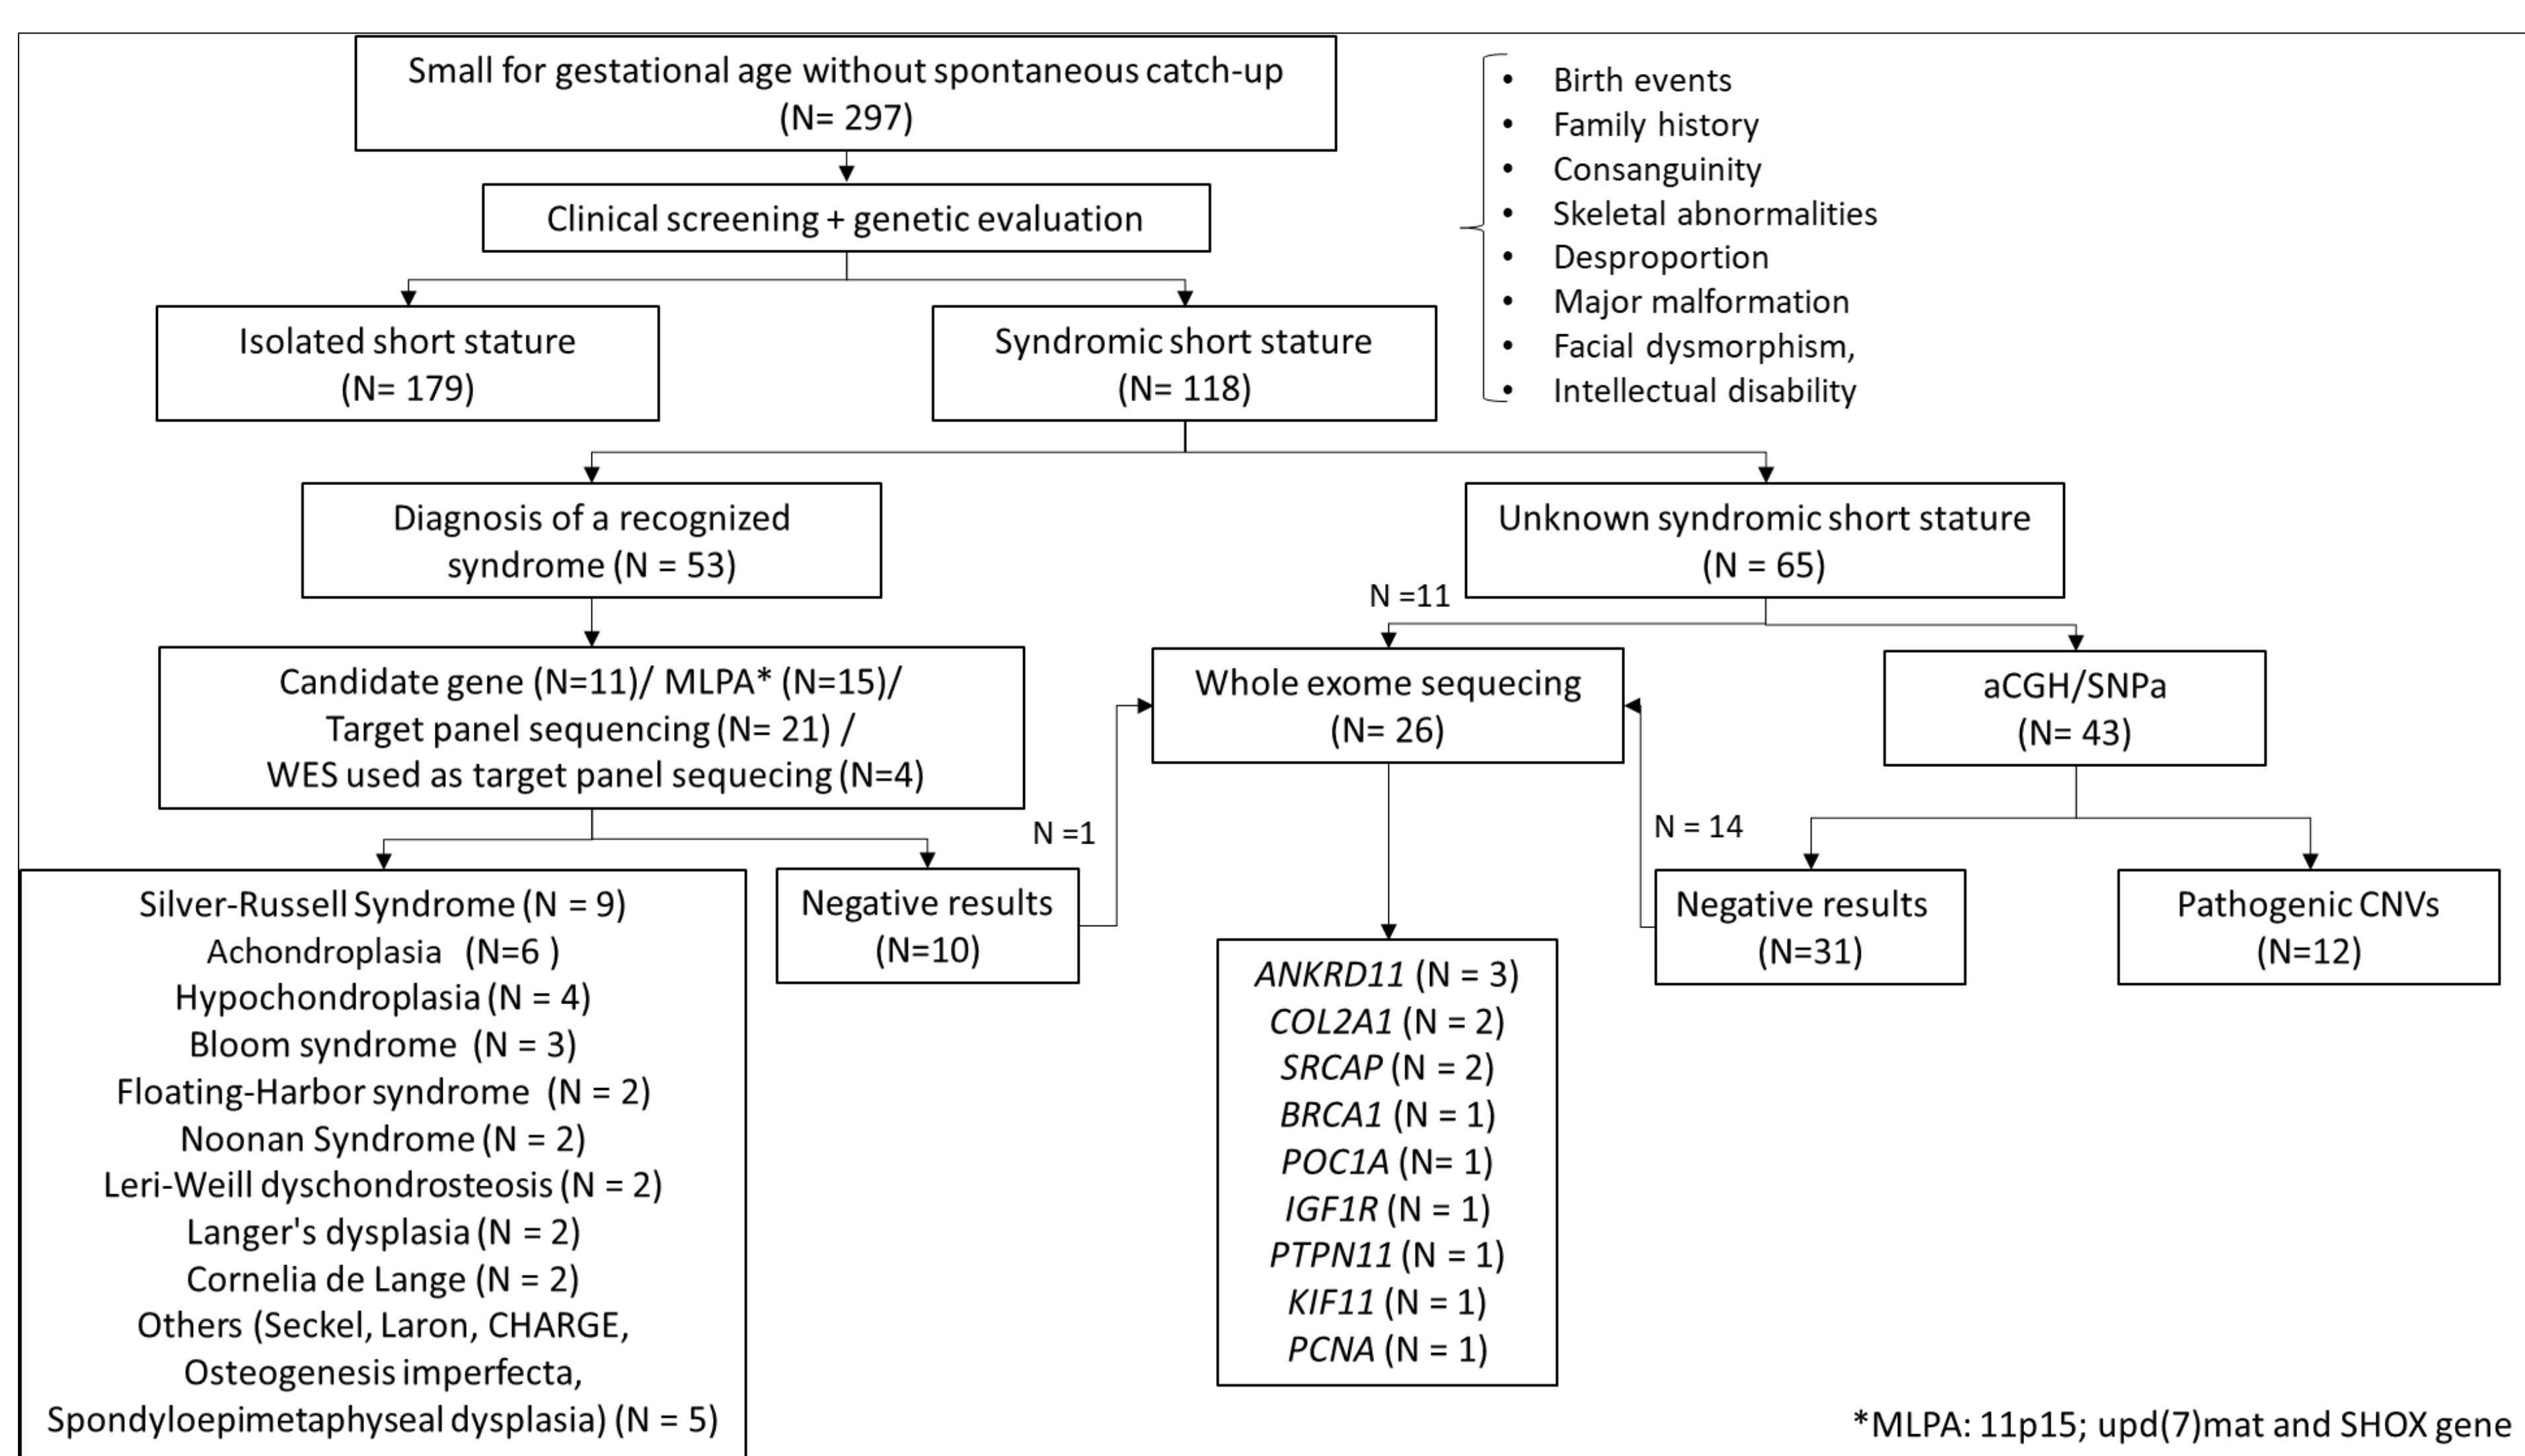 Small for gestational age without spontaneous catch-up
(N= 297)
Birth events
Family history
Consanguinity
Skeletal abnormalities
Desproportion
Major malformation
Facial dysmorphism,
Intellectual disability
Clinical screening + genetic evaluation
Isolated short stature
(N= 179)
Syndromic short stature
(N= 118)
Diagnosis of a recognized
syndrome (N = 53)
Unknown syndromic short stature
(N = 65)
N =11
Candidate gene (N=11)/ MLPA* (N=15)/
Target panel sequencing (N= 21) /
WES used as target panel sequecing (N=4)
Whole exome sequecing
(N= 26)
aCGH/SNPa
(N= 43)
N =1
N = 14
Silver-Russell Syndrome (N = 9)
Achondroplasia (N=6 )
Hypochondroplasia (N = 4)
Bloom syndrome (N = 3)
Floating-Harbor syndrome (N = 2)
Noonan Syndrome (N = 2)
Leri-Weill dyschondrosteosis (N = 2)
Langer's dysplasia (N = 2)
Cornelia de Lange (N = 2)
Others (Seckel, Laron, CHARGE,
Osteogenesis imperfecta,
Spondyloepimetaphyseal dysplasia) (N = 5)
Negative results
(N=10)
ANKRD11 (N = 3)
COL2A1 (N = 2)
SRCAP (N = 2)
BRCA1 (N = 1)
POC1A (N= 1)
IGF1R (N = 1)
PTPN11 (N = 1)
KIF11 (N = 1)
PCNA (N = 1)
Negative results
(N=31)
Pathogenic CNVs
(N=12)
*MLPA: 11p15; upd(7)mat and SHOX gene